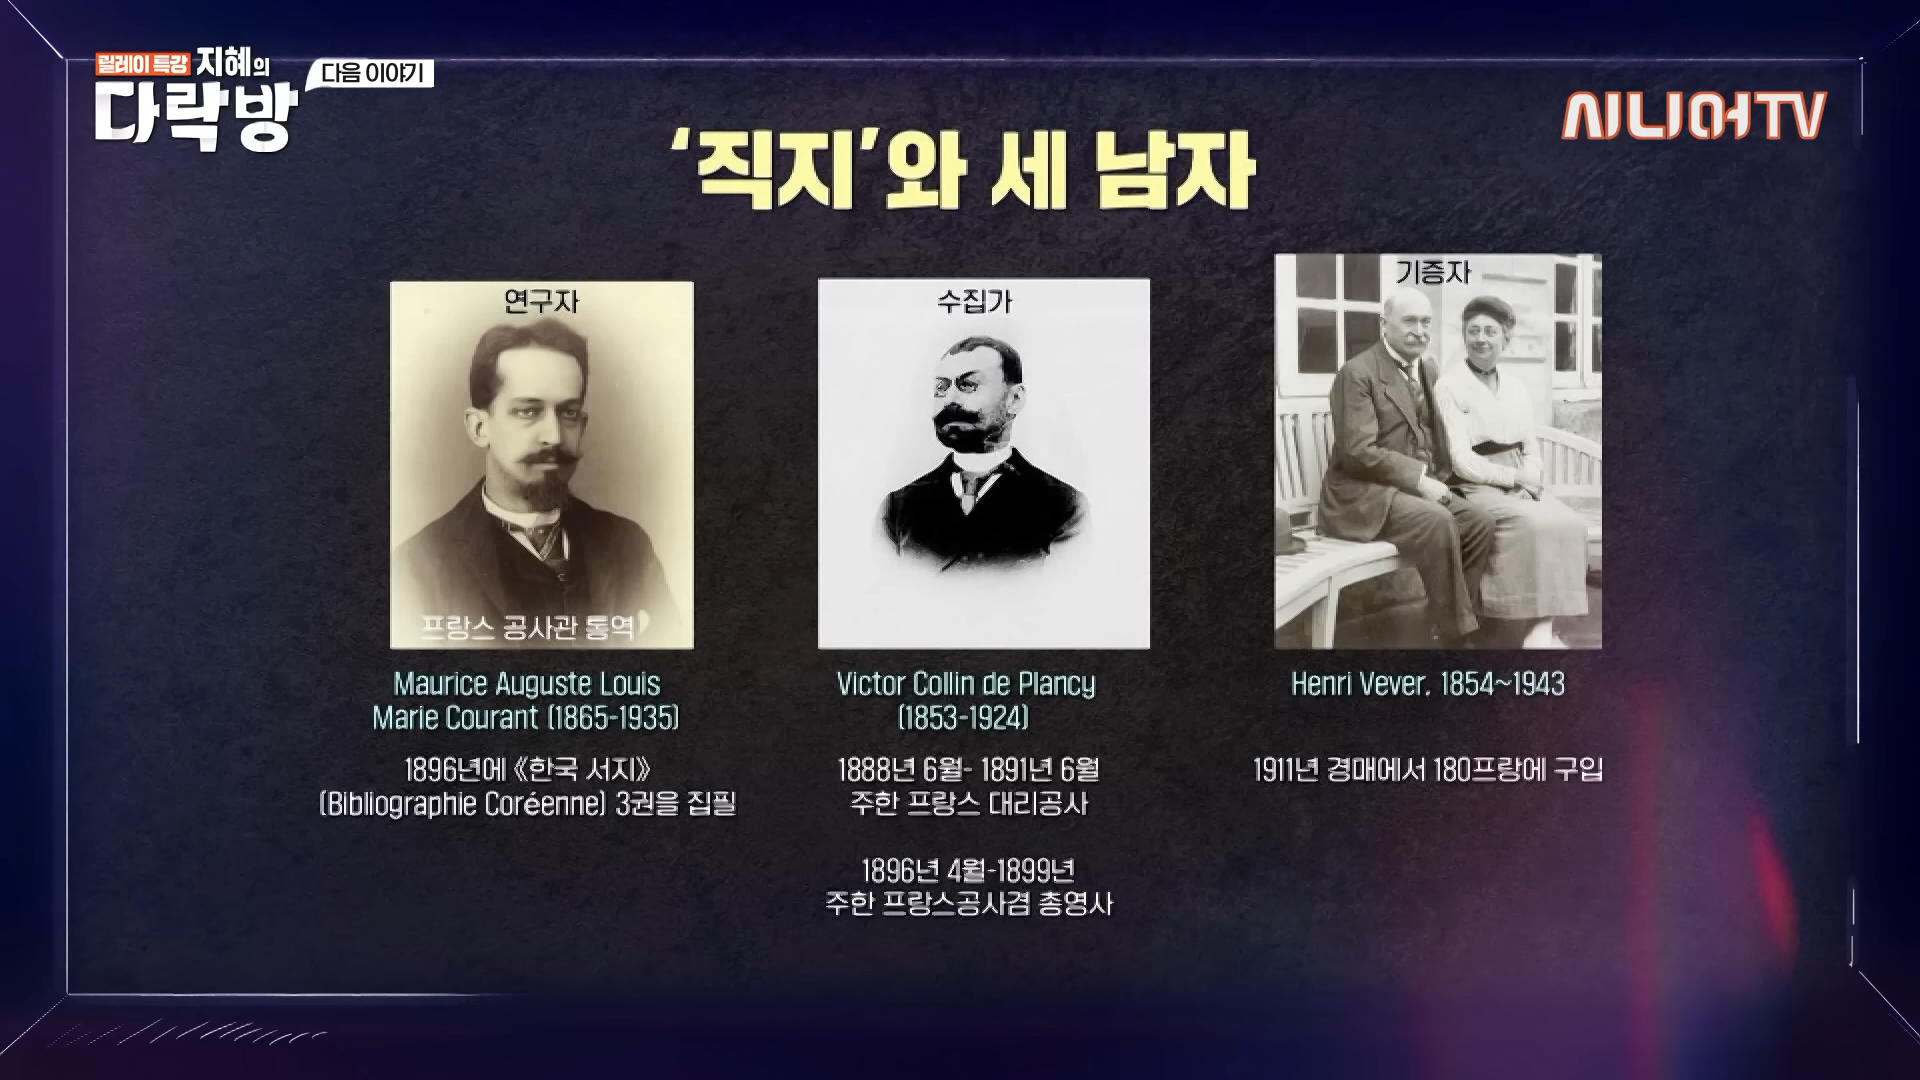 릴레이 특강 지혜의
다락방
다음 이야기
시니어TV
‘직지’와 세 남자
연구자
프랑스 공사관 통역
Maurice Auguste Louis
Marie Courant (1865-1935)
1896년에 《한국 서지》
(Bibliographie Coréenne) 3권을 집필
수집가
Victor Collin de Plancy
(1853-1924)
1888년 6월- 1891년 6월
주한 프랑스 대리공사
1896년 4월-1899년
주한 프랑스공사겸 총영사
기증자
Henri Vever. 1854~1943
1911년 경매에서 180프랑에 구입